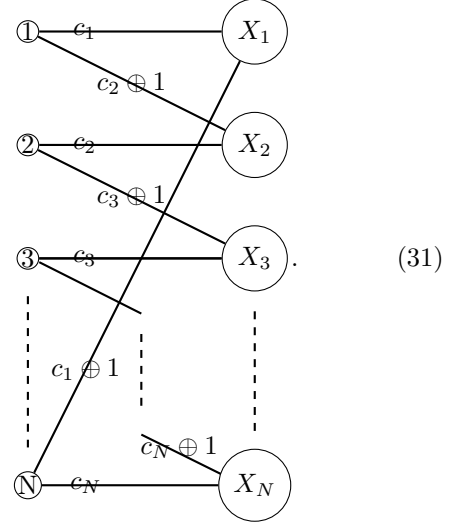 1 c₁ X₁
c₂ ⊕ 1
2 c₂ X₂
c₃ ⊕ 1
3 c₃ X₃ . (31)
c₁ ⊕ 1
c_N ⊕ 1
N c_N X_N